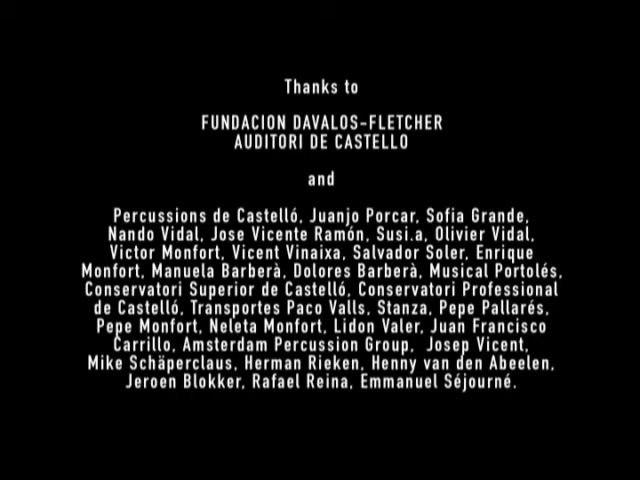 Thanks to
FUNDACION DAVALOS-FLETCHER
AUDITORI DE CASTELLO
and
Percussions de Castelló, Juanjo Porcar, Sofia Grande,
Nando Vidal, Jose Vicente Ramón, Susi.a, Olivier Vidal,
Victor Monfort, Vicent Vinaixa, Salvador Soler, Enrique
Monfort, Manuela Barberà, Dolores Barberà, Musical Portolés,
Conservatori Superior de Castelló, Conservatori Professional
de Castelló, Transportes Paco Valls, Stanza, Pepe Pallarés,
Pepe Monfort, Neleta Monfort, Lidon Valer, Juan Francisco
Carrillo, Amsterdam Percussion Group, Josep Vicent,
Mike Schäperclaus, Herman Rieken, Henny van den Abeelen,
Jeroen Blokker, Rafael Reina, Emmanuel Séjourné.